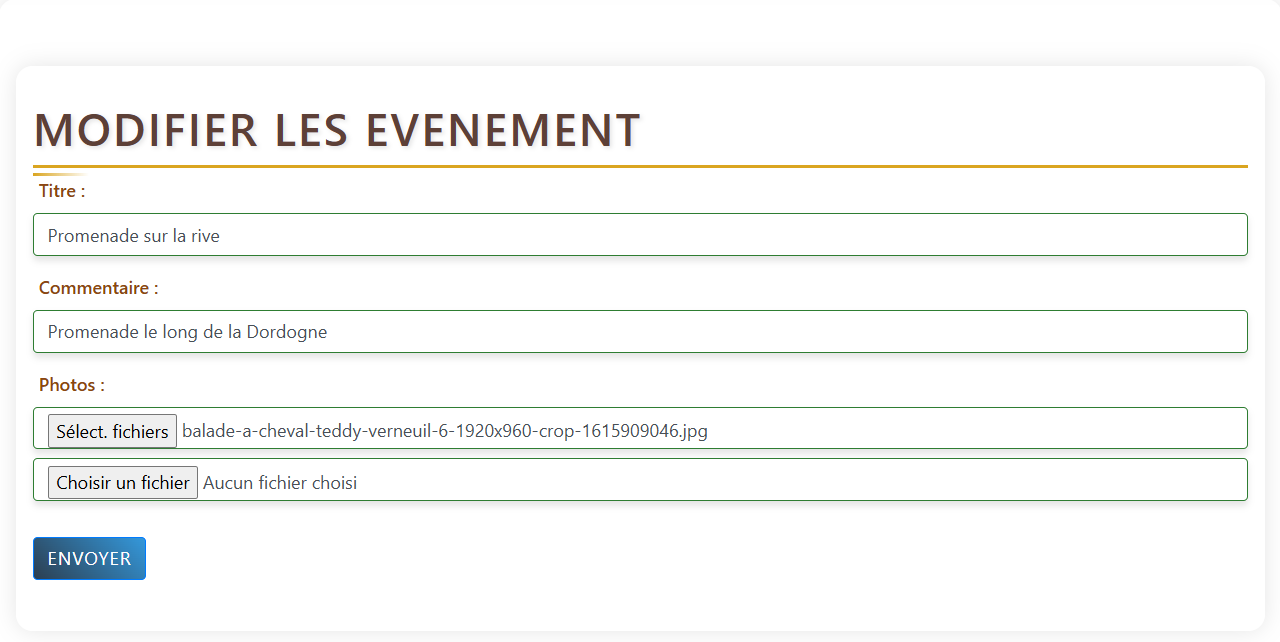 MODIFIER LES EVENEMENT
Titre :
Promenade sur la rive
Commentaire :
Promenade le long de la Dordogne
Photos :
Sélect. fichiers balade-a-cheval-teddy-verneuil-6-1920x960-crop-1615909046.jpg
Choisir un fichier Aucun fichier choisi
ENVOYER